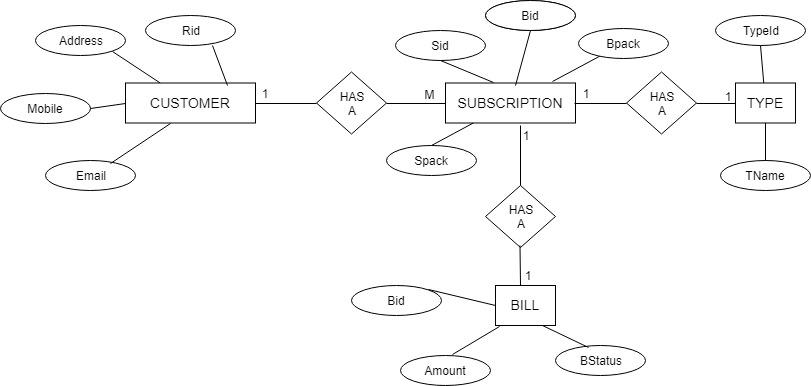 Bid
Rid
TypeId
Address
Sid
Bpack
1
HAS
A
M
1
HAS
A
1
CUSTOMER
SUBSCRIPTION
TYPE
Mobile
1
Spack
Email
TName
HAS
A
1
Bid
BILL
Amount
BStatus